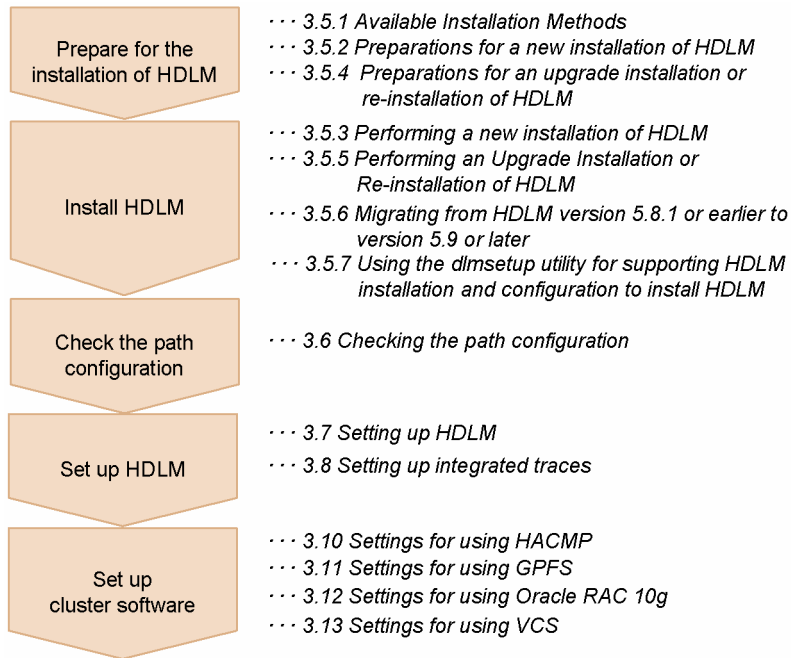 Prepare for the
installation of HDLM
··· 3.5.1 Available Installation Methods
··· 3.5.2 Preparations for a new installation of HDLM
··· 3.5.4 Preparations for an upgrade installation or
re-installation of HDLM
Install HDLM
··· 3.5.3 Performing a new installation of HDLM
··· 3.5.5 Performing an Upgrade Installation or
Re-installation of HDLM
··· 3.5.6 Migrating from HDLM version 5.8.1 or earlier to
version 5.9 or later
··· 3.5.7 Using the dlmsetup utility for supporting HDLM
installation and configuration to install HDLM
Check the path
configuration
··· 3.6 Checking the path configuration
Set up HDLM
··· 3.7 Setting up HDLM
··· 3.8 Setting up integrated traces
Set up
cluster software
··· 3.10 Settings for using HACMP
··· 3.11 Settings for using GPFS
··· 3.12 Settings for using Oracle RAC 10g
··· 3.13 Settings for using VCS